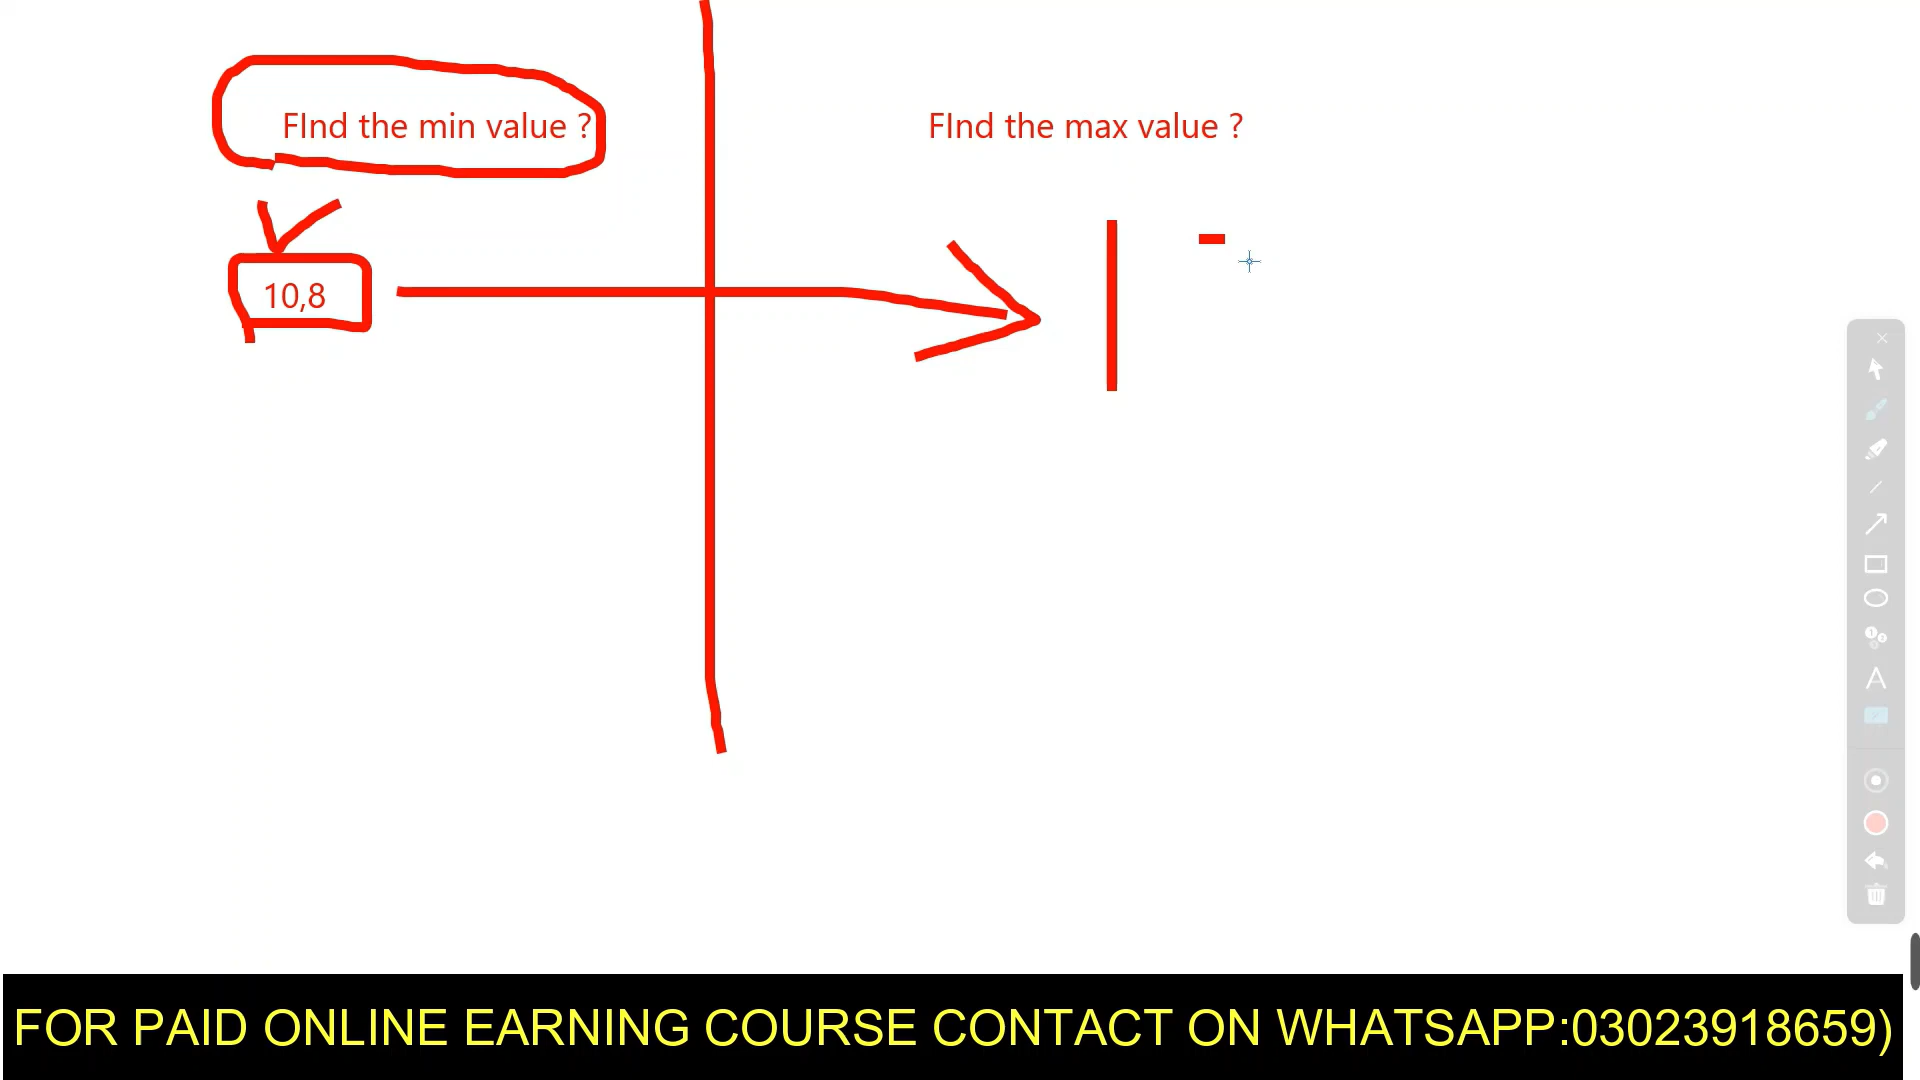 FInd the min value ?
FInd the max value ?
10,8
FOR PAID ONLINE EARNING COURSE CONTACT ON WHATSAPP:03023918659)